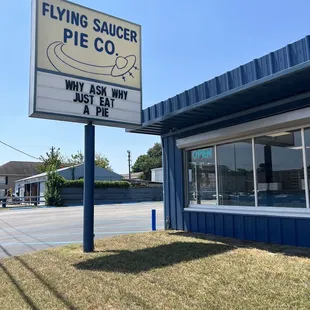 FLYING SAUCER
PIE CO.
WHY ASK WHY
JUST EAT
A PIE
OPEN